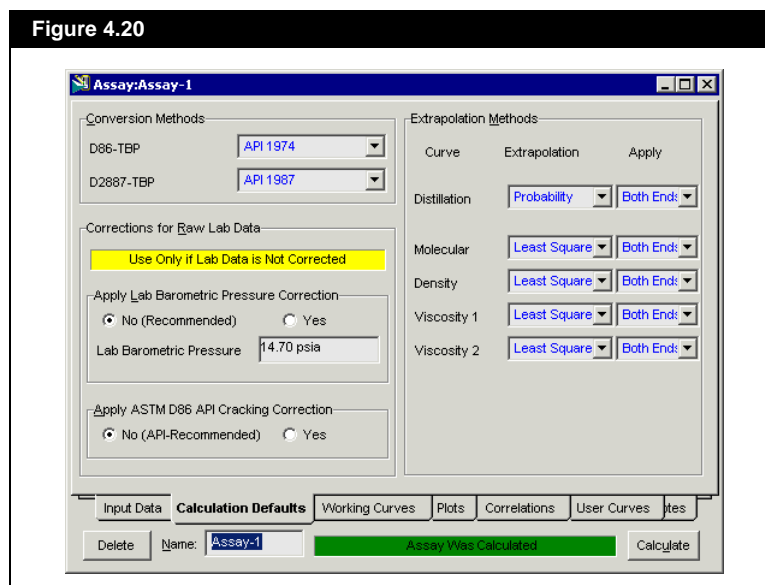 Figure 4.20
Assay:Assay-1
Conversion Methods
D86-TBP API 1974
D2887-TBP API 1987
Corrections for Raw Lab Data
Use Only if Lab Data is Not Corrected
Apply Lab Barometric Pressure Correction
No (Recommended) Yes
Lab Barometric Pressure 14.70 psia
Apply ASTM D86 API Cracking Correction
No (API-Recommended) Yes
Extrapolation Methods
Curve Extrapolation Apply
Distillation Probability Both Ends
Molecular Least Square Both Ends
Density Least Square Both Ends
Viscosity 1 Least Square Both Ends
Viscosity 2 Least Square Both Ends
Input Data Calculation Defaults Working Curves Plots Correlations User Curves tes
Delete Name: Assay-1 Assay Was Calculated Calculate